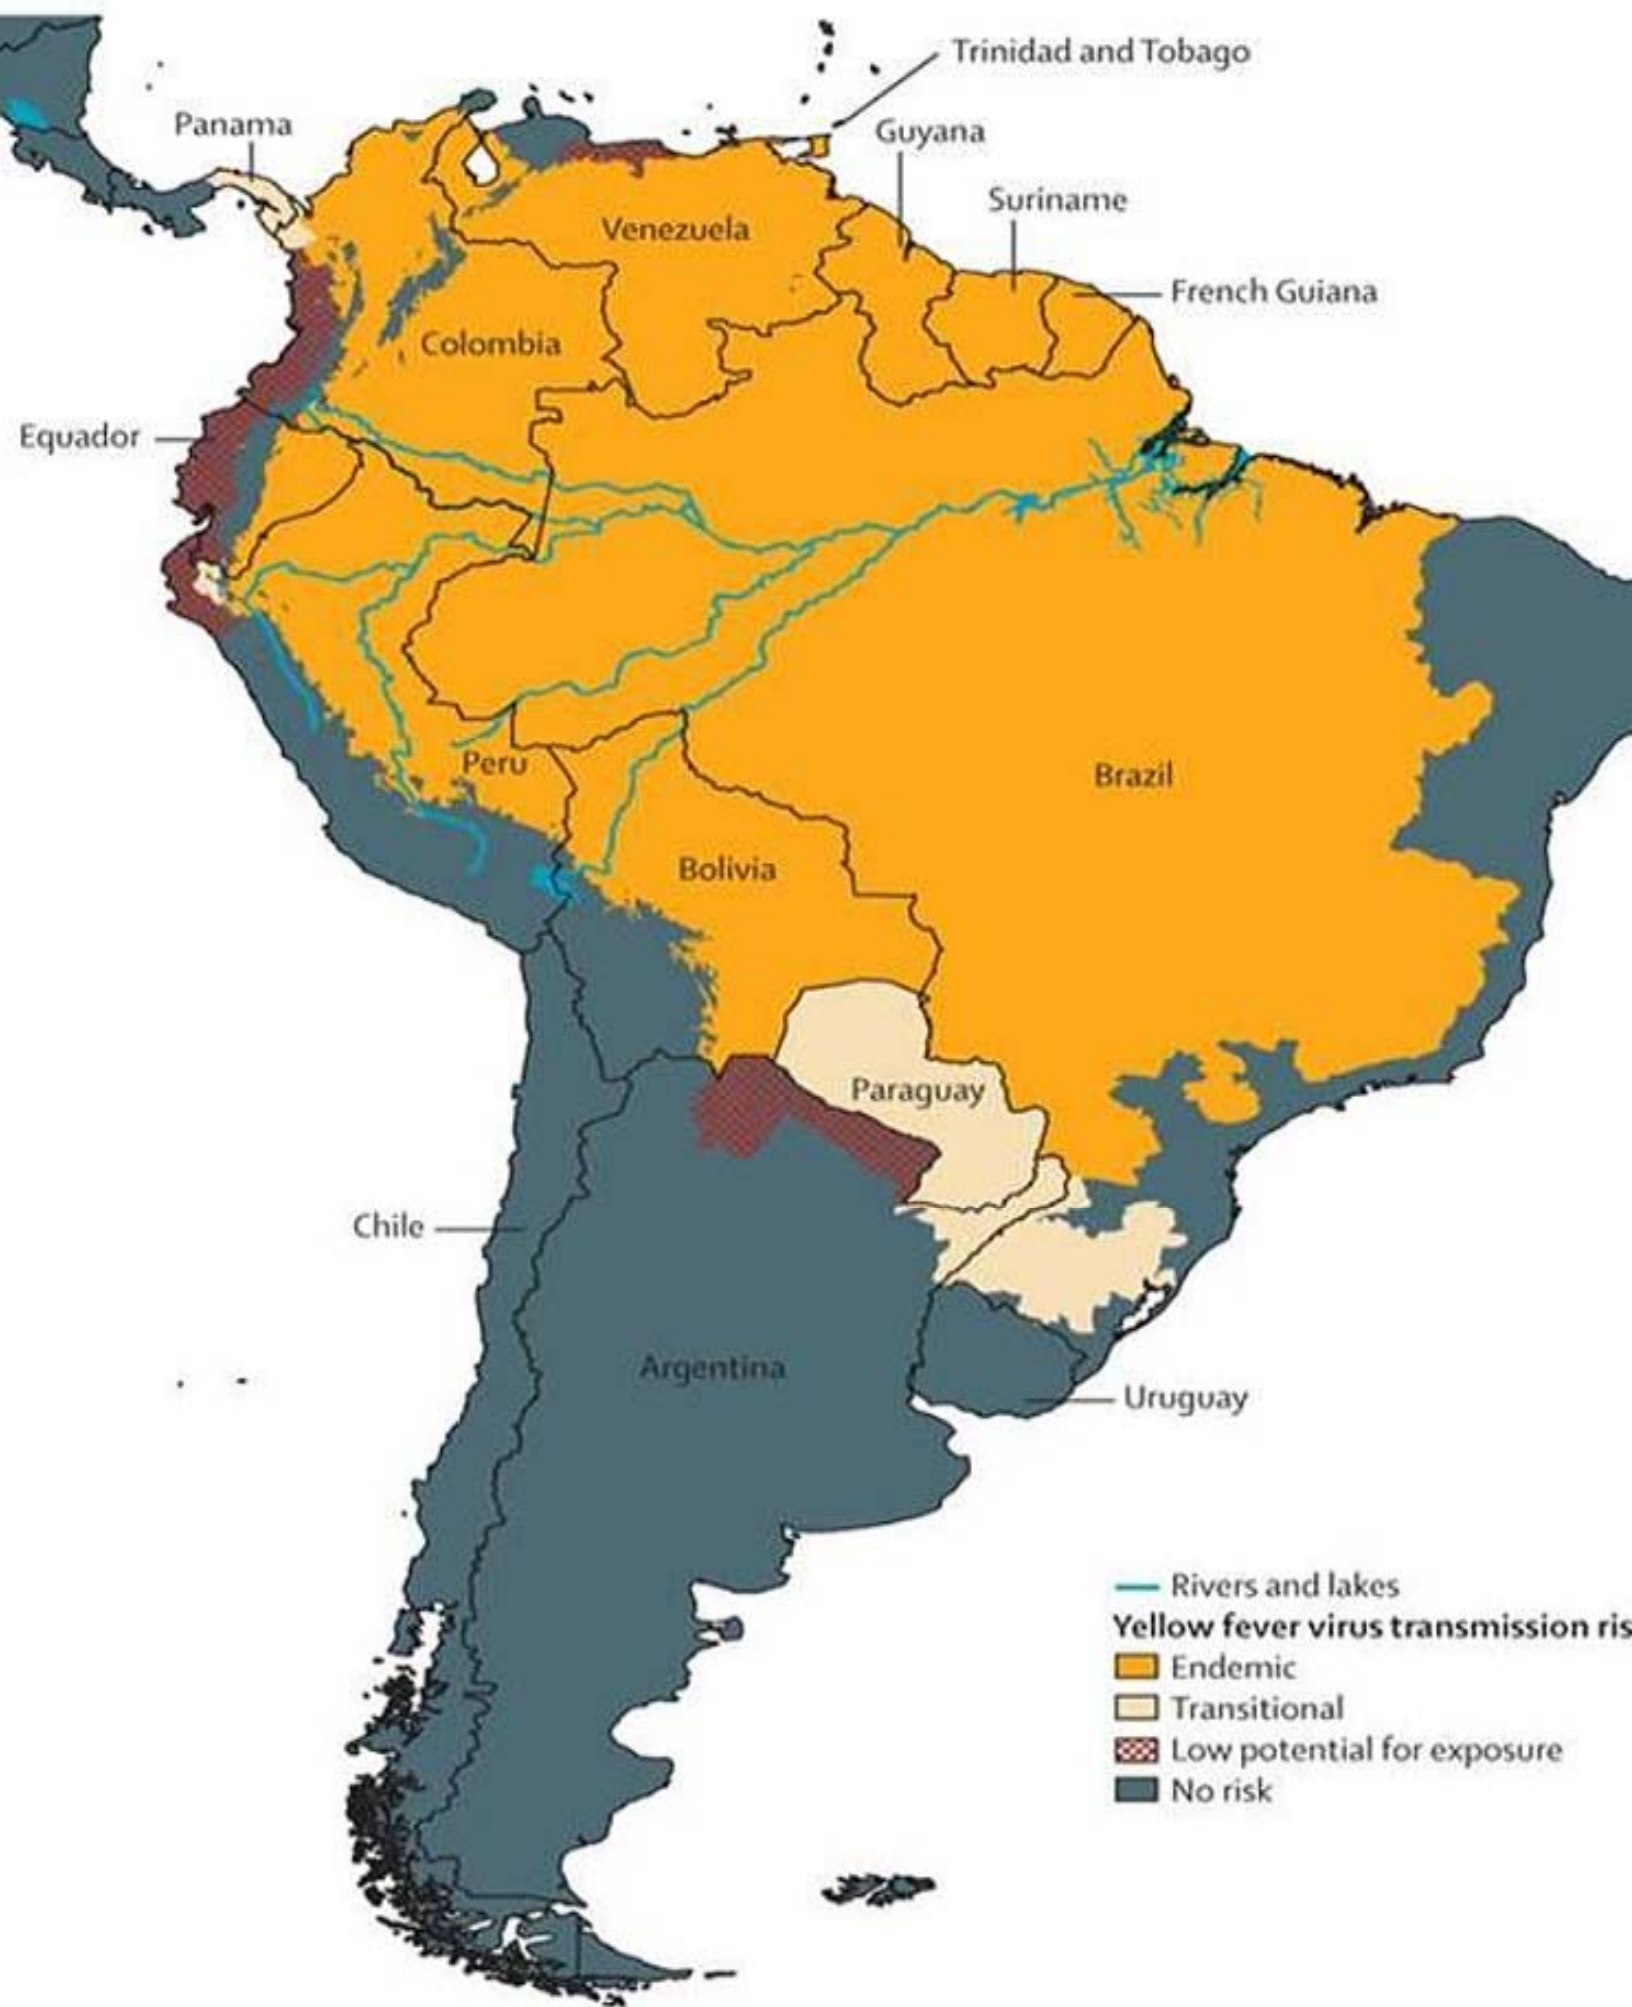 Trinidad and Tobago
Panama
Guyana
Suriname
Venezuela
French Guiana
Colombia
Equador
Peru
Brazil
Bolivia
Paraguay
Chile
Argentina
Uruguay
Rivers and lakes
Yellow fever virus transmission ris
Endemic
Transitional
Low potential for exposure
No risk